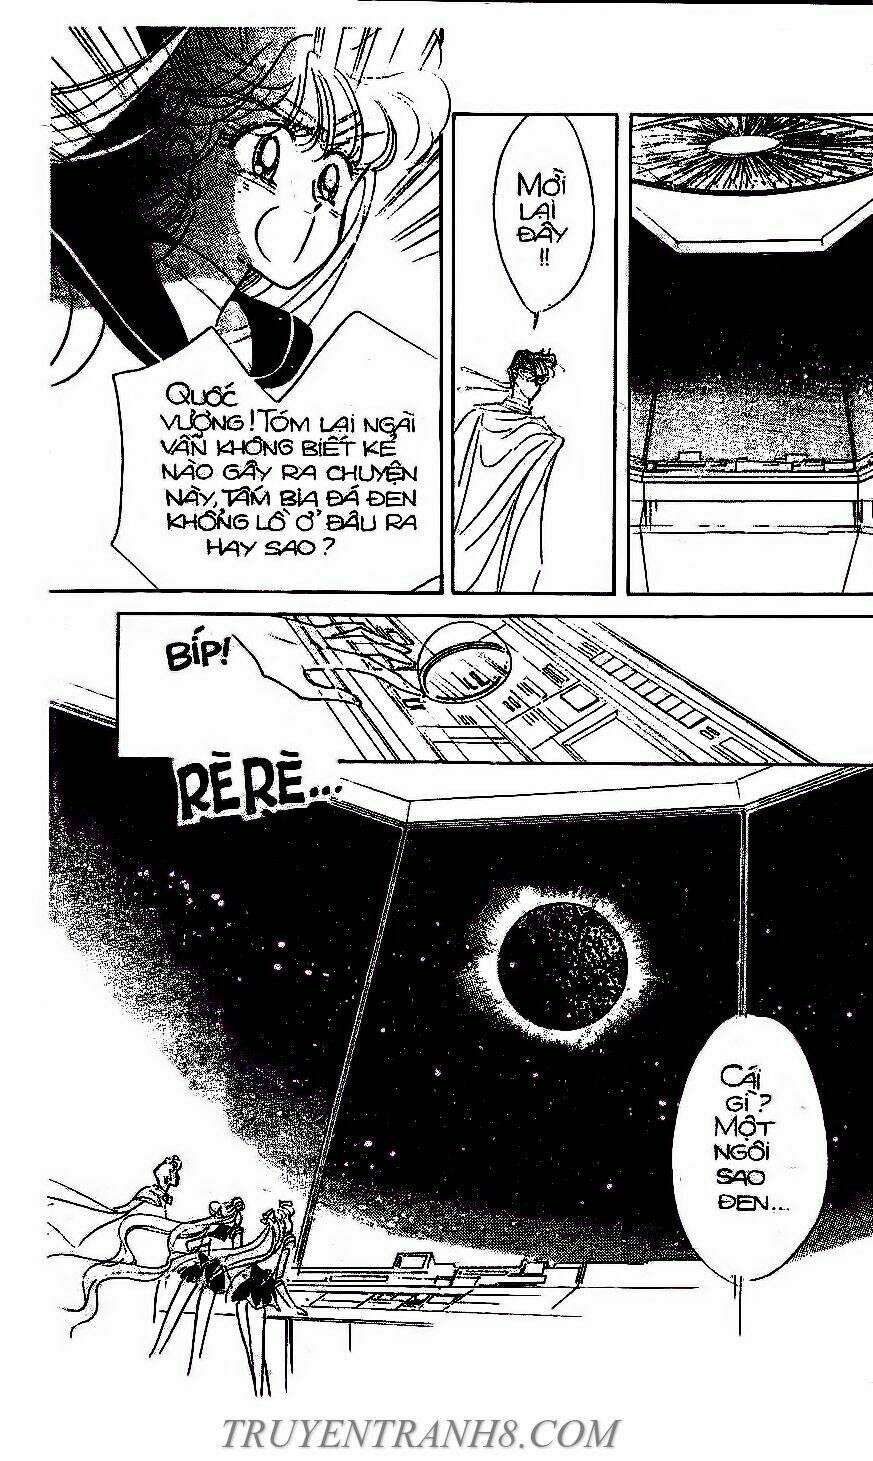 QUỐC
VƯỢNG! TÓM LẠI NGÀI
VẪN KHÔNG BIẾT KẺ
NÀO GÂY RA CHUYỆN
NÀY, TẤM BIA ĐÁ ĐEN
KHỔNG LỒ Ở ĐÂU RA
HAY SAO?
MỜI
LẠI
ĐÂY
!!
BÍP!
RÈ RÈ...
CÁI
GÌ?
MỘT
NGÔI
SAO
ĐEN...
TRUYENTRANH8.COM